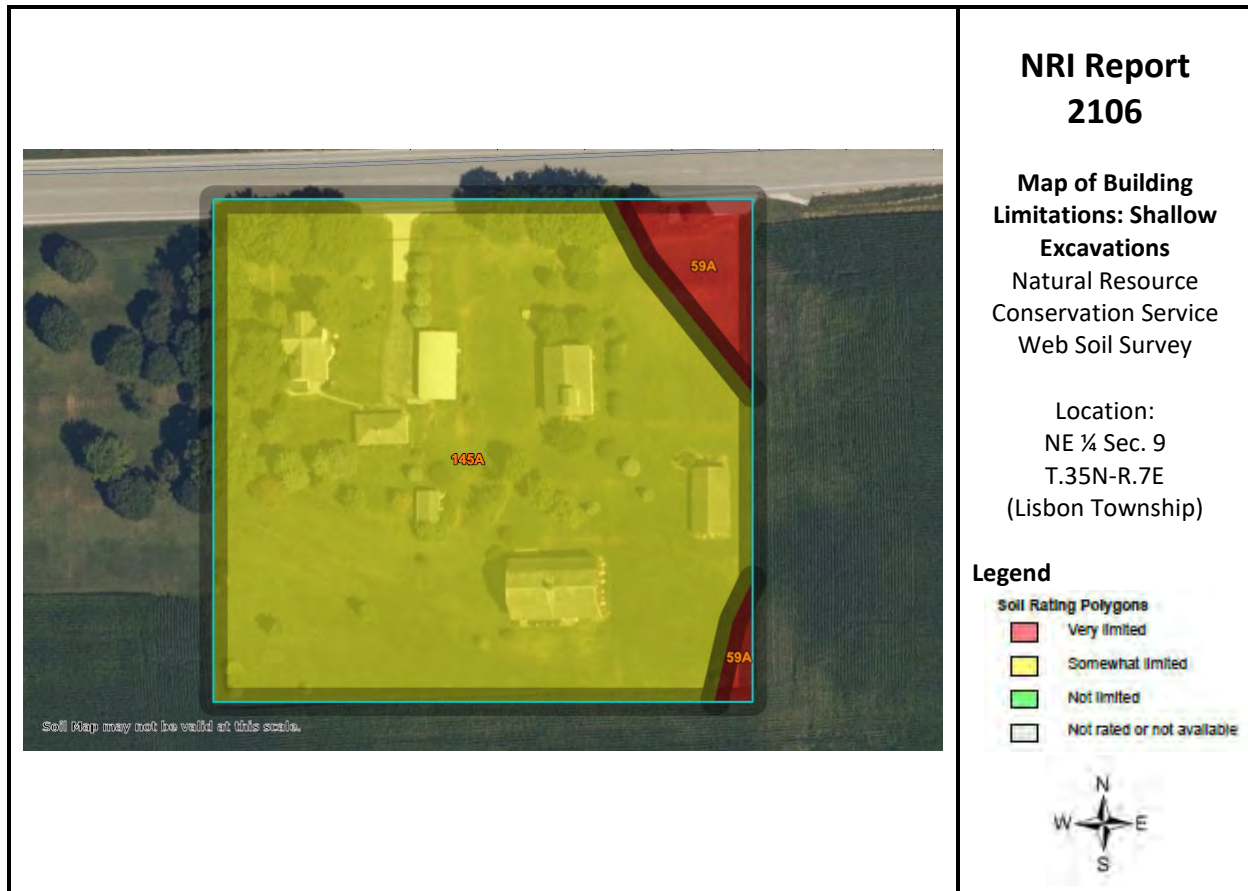 59A
145A
59A
Soil Map may not be valid at this scale.
NRI Report
2106
Map of Building
Limitations: Shallow
Excavations
Natural Resource
Conservation Service
Web Soil Survey
Location:
NE ¼ Sec. 9
T.35N-R.7E
(Lisbon Township)
Legend
Soil Rating Polygons
Very limited
Somewhat limited
Not limited
Not rated or not available
N
W E
S